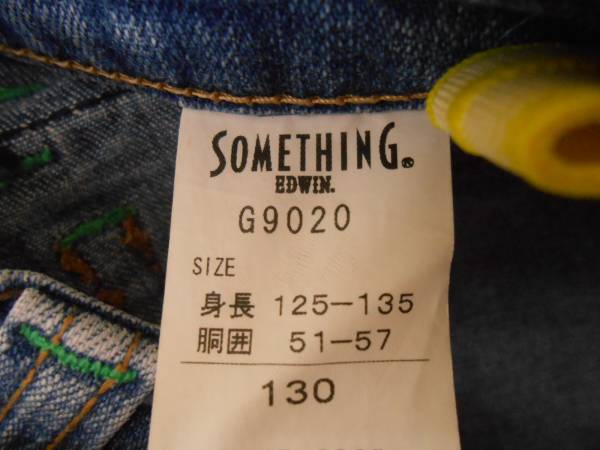 SOMETHING®
EDWIN.
G9020
SIZE
身長 125-135
胴囲 51-57
130